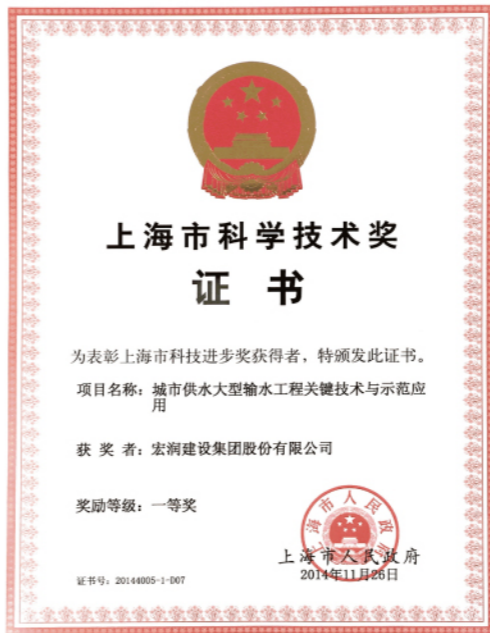 上海市科学技术奖
证 书
为表彰上海市科技进步奖获得者，特颁发此证书。
项目名称：城市供水大型输水工程关键技术与示范应
用
获 奖 者：宏润建设集团股份有限公司
奖励等级：一等奖
上海市人民政府
上海市人民政府
2014年11月26日
证书号：20144005-1-D07